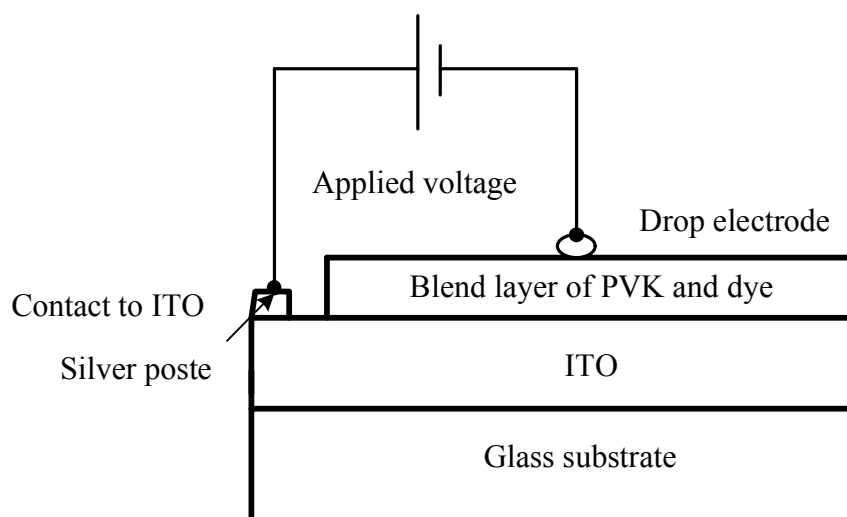 Applied voltage
Drop electrode
Blend layer of PVK and dye
Contact to ITO
Silver poste
ITO
Glass substrate